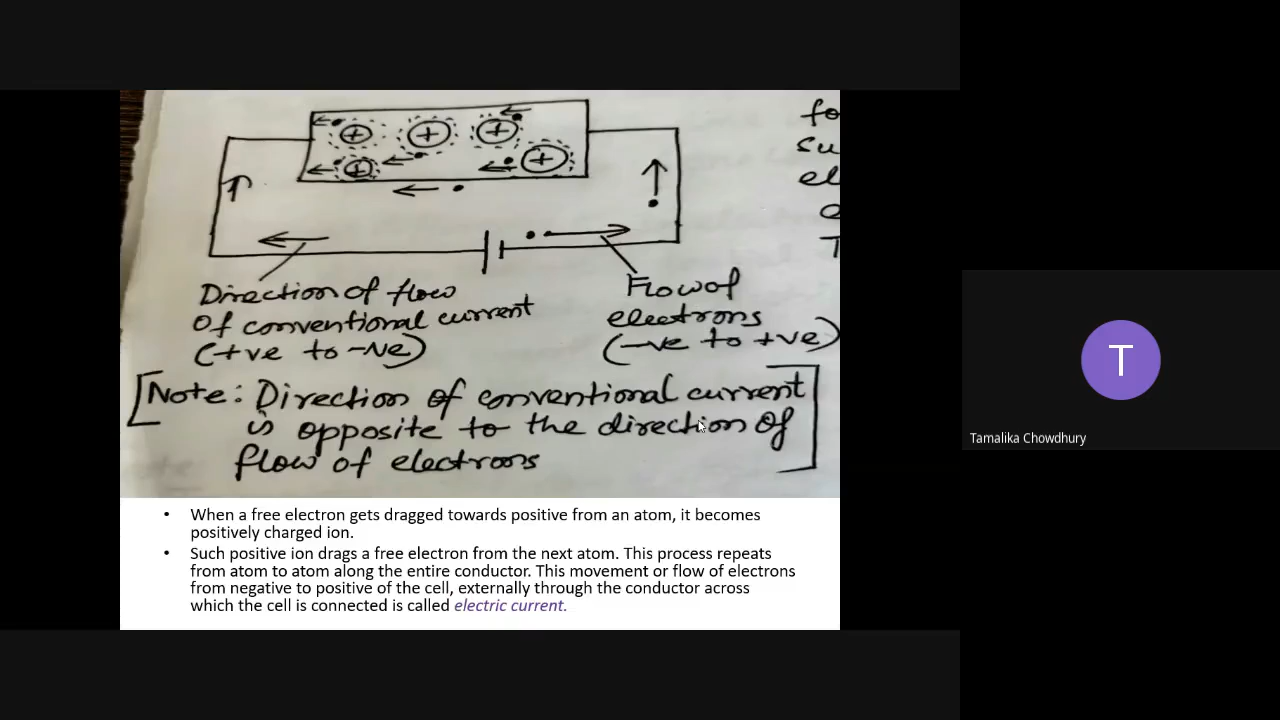 fo
su
el
Direction of flow
of conventional current
(+ve to -ve)
Flow of
electrons
(-ve to +ve)
[Note: Direction of conventional current
is opposite to the direction of
flow of electrons]
• When a free electron gets dragged towards positive from an atom, it becomes
positively charged ion.
• Such positive ion drags a free electron from the next atom. This process repeats
from atom to atom along the entire conductor. This movement or flow of electrons
from negative to positive of the cell, externally through the conductor across
which the cell is connected is called electric current.
T
Tamalika Chowdhury